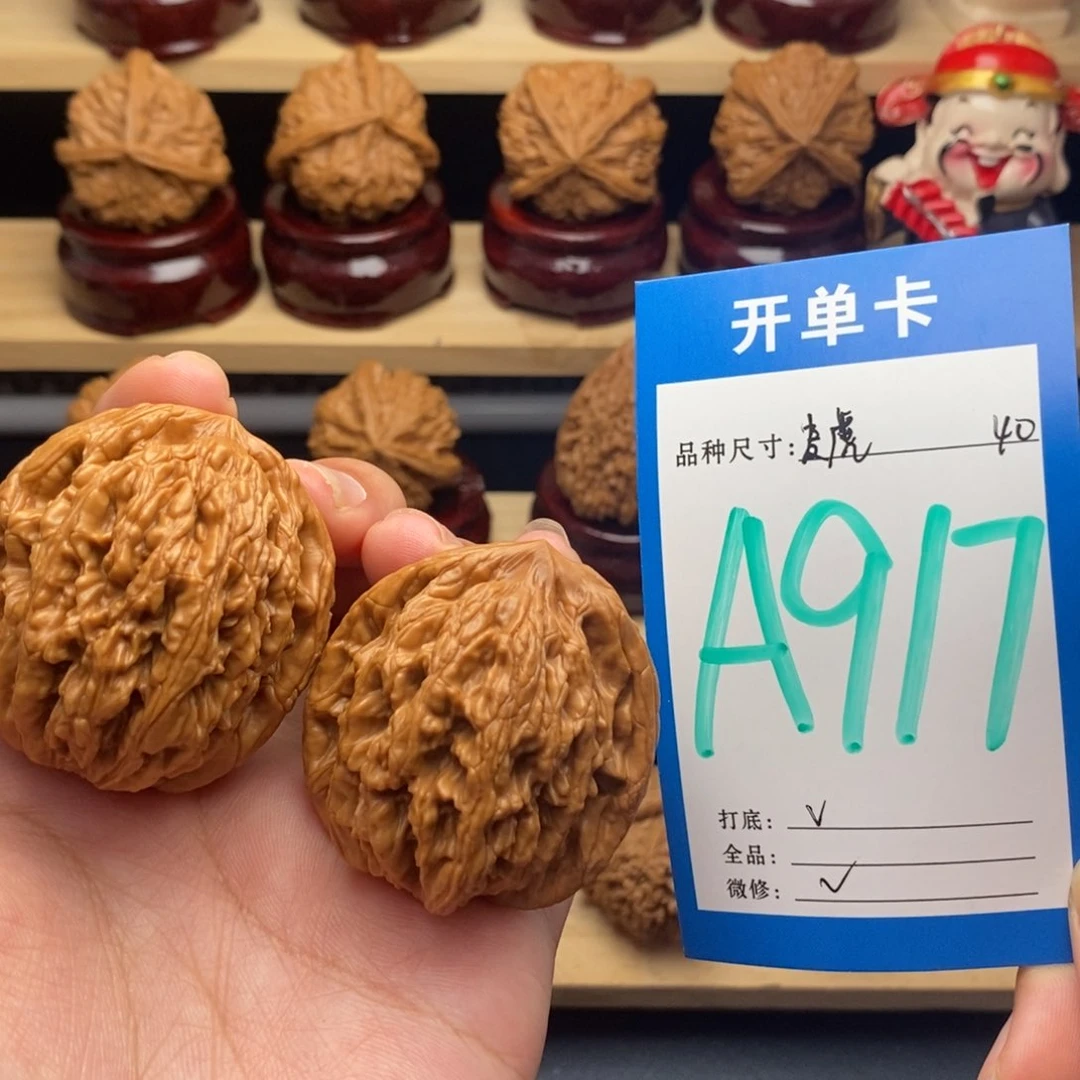 开单卡
品种尺寸: 虎 40
A917
打底: √
全品:
微修: √